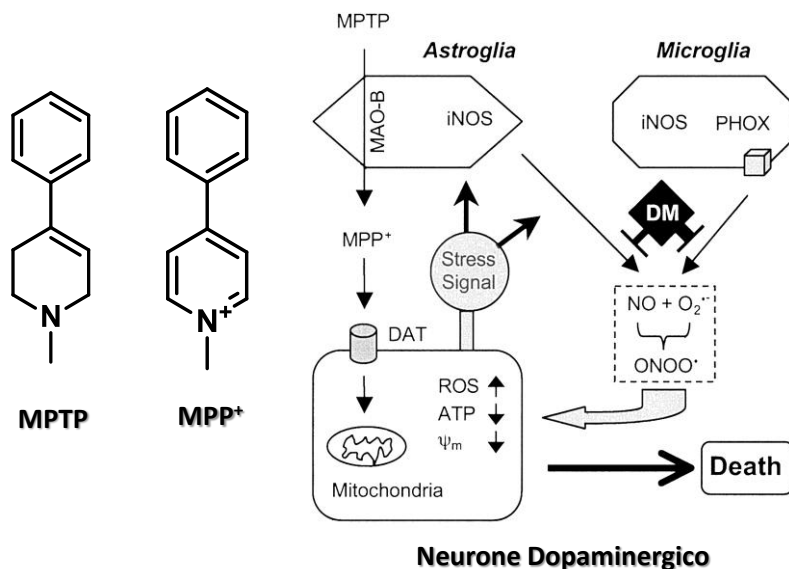 N
MPTP
N+
MPP+
MPTP
Astroglia
Microglia
MAO-B
iNOS
iNOS PHOX
DM
MPP+
Stress
Signal
DAT
NO + O2•-
ONOO•
ROS
ATP
Ψm
Mitochondria
Death
Neurone Dopaminergico